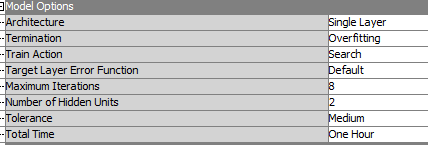 Model Options
Architecture Single Layer
Termination Overfitting
Train Action Search
Target Layer Error Function Default
Maximum Iterations 8
Number of Hidden Units 2
Tolerance Medium
Total Time One Hour